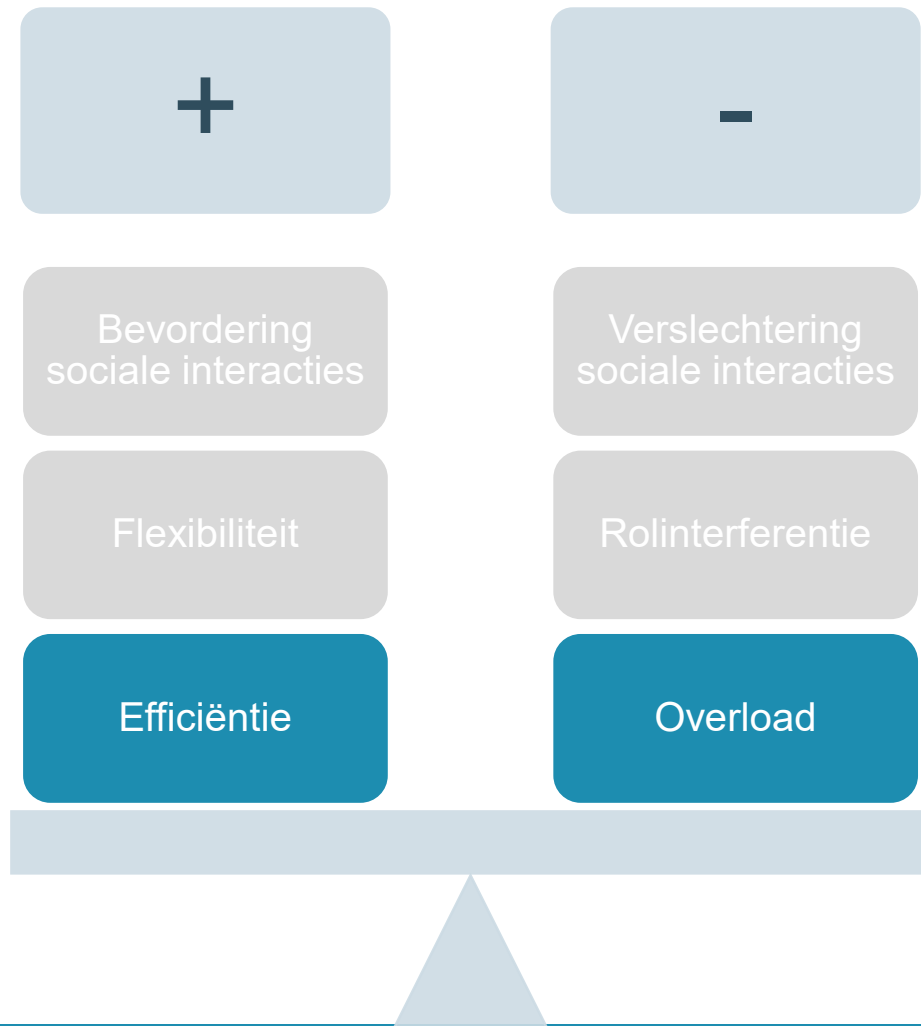 +
-
Bevordering
sociale interacties
Verslechtering
sociale interacties
Flexibiliteit
Rolinterferentie
Efficiëntie
Overload